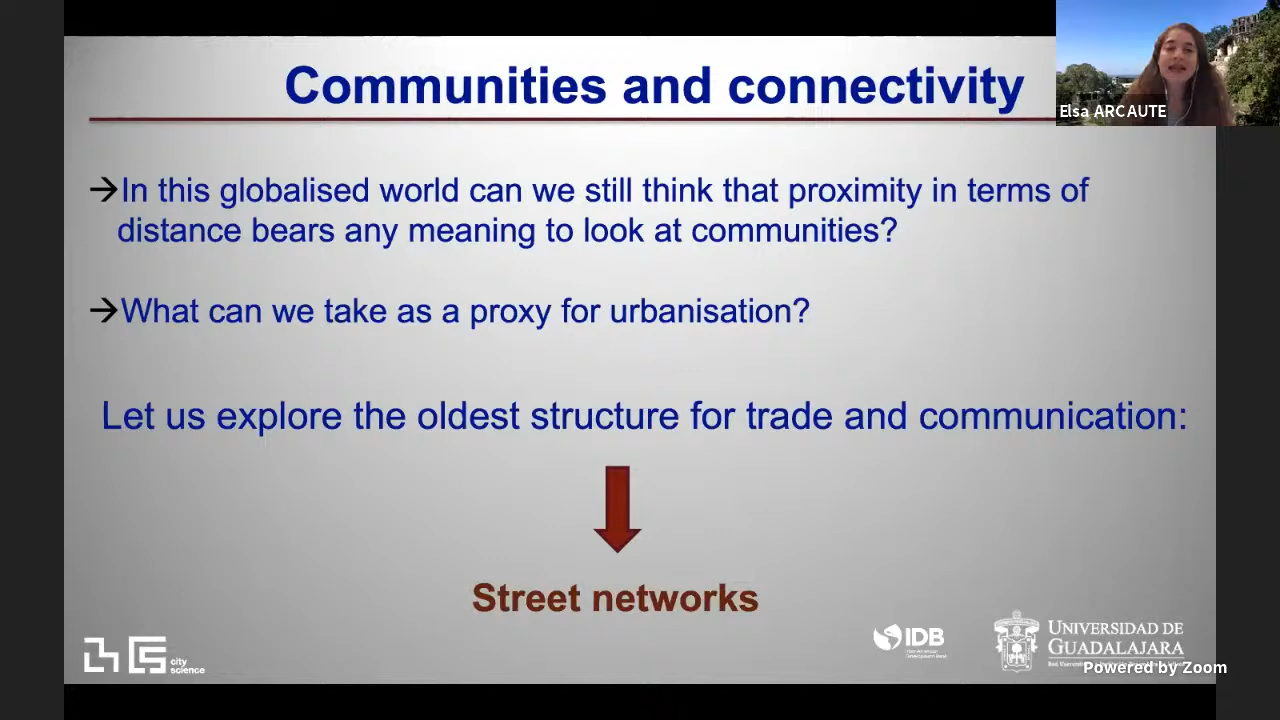 Communities and connectivity
Elsa ARCAUTE
→In this globalised world can we still think that proximity in terms of
distance bears any meaning to look at communities?
→What can we take as a proxy for urbanisation?
Let us explore the oldest structure for trade and communication:
Street networks
city
science
IDB
UNIVERSIDAD DE
GUADALAJARA
Powered by Zoom